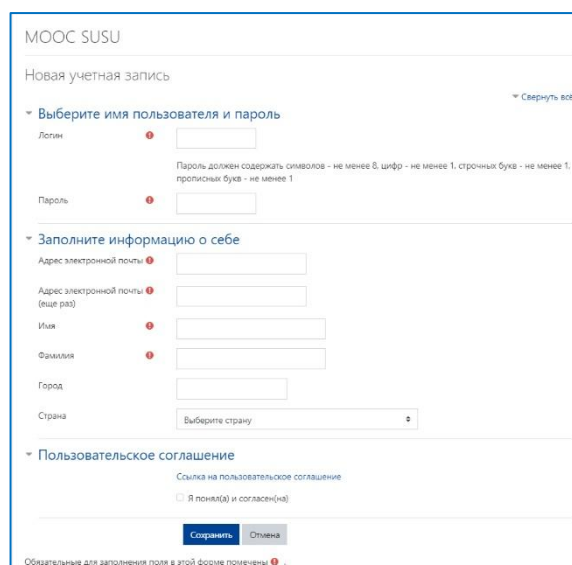 MOOC SUSU
Новая учетная запись
Свернуть всё
Выберите имя пользователя и пароль
Логин
Пароль должен содержать символов - не менее 8, цифр - не менее 1, строчных букв - не менее 1,
прописных букв - не менее 1
Пароль
Заполните информацию о себе
Адрес электронной почты
Адрес электронной почты
(еще раз)
Имя
Фамилия
Город
Страна
Выберите страну
Пользовательское соглашение
Ссылка на пользовательское соглашение
Я понял(а) и согласен(на)
Сохранить Отмена
Обязательные для заполнения поля в этой форме помечены .